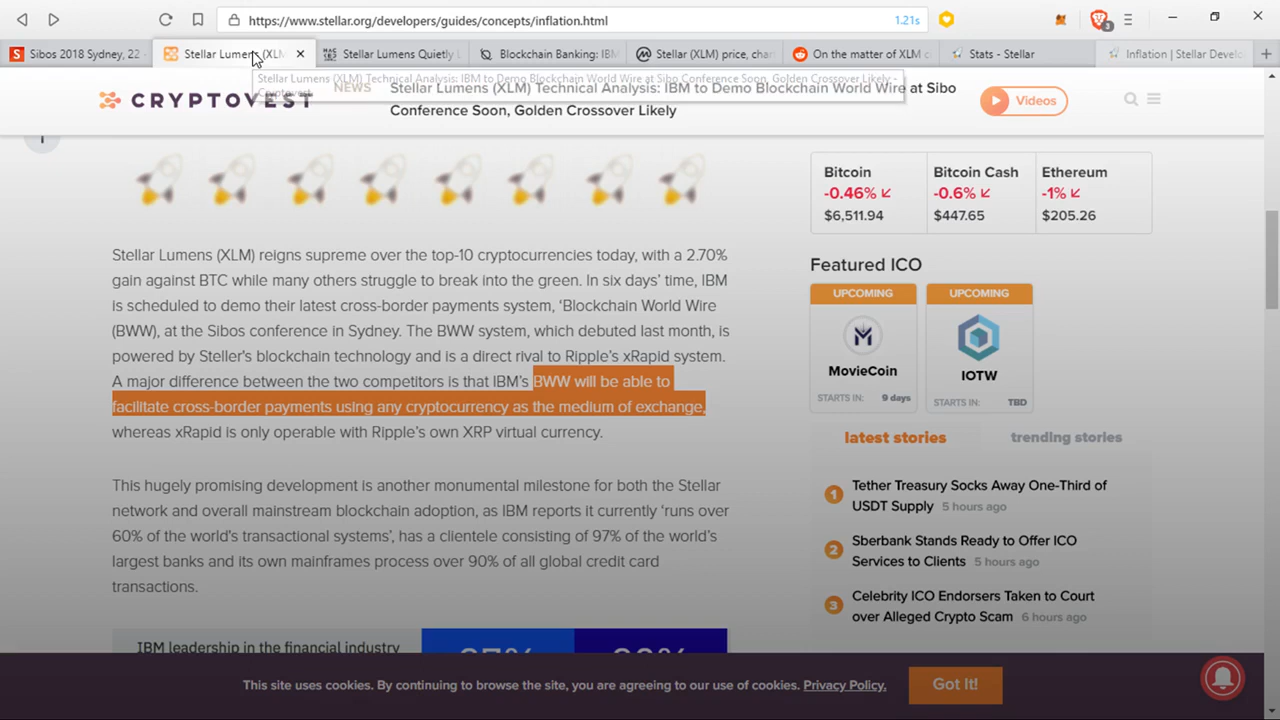 https://www.stellar.org/developers/guides/concepts/inflation.html
1.21s
3
Sibos 2018 Sydney, 22
Stellar Lumens (XLM
Stellar Lumens Quietly
Blockchain Banking: IBM
Stellar (XLM) price, char
On the matter of XLM c
Stats - Stellar
Inflation | Stellar Develo
Stellar Lumens (XLM) Technical Analysis: IBM to Demo Blockchain World Wire at Sibo Conference Soon, Golden Crossover Likely -
Cryptovest
CRYPTOVEST
NEWS
Stellar Lumens (XLM) Technical Analysis: IBM to Demo Blockchain World Wire at Sibo
Conference Soon, Golden Crossover Likely
Videos
Stellar Lumens (XLM) reigns supreme over the top-10 cryptocurrencies today, with a 2.70%
gain against BTC while many others struggle to break into the green. In six days' time, IBM
is scheduled to demo their latest cross-border payments system, 'Blockchain World Wire
(BWW), at the Sibos conference in Sydney. The BWW system, which debuted last month, is
powered by Steller's blockchain technology and is a direct rival to Ripple's xRapid system.
A major difference between the two competitors is that IBM's BWW will be able to
facilitate cross-border payments using any cryptocurrency as the medium of exchange,
whereas xRapid is only operable with Ripple's own XRP virtual currency.
This hugely promising development is another monumental milestone for both the Stellar
network and overall mainstream blockchain adoption, as IBM reports it currently 'runs over
60% of the world's transactional systems', has a clientele consisting of 97% of the world's
largest banks and its own mainframes process over 90% of all global credit card
transactions.
IBM leadership in the financial industry
Bitcoin
-0.46%
$6,511.94
Bitcoin Cash
-0.6%
$447.65
Ethereum
-1%
$205.26
Featured ICO
UPCOMING
MovieCoin
STARTS IN: 9 days
UPCOMING
IOTW
STARTS IN: TBD
latest stories
trending stories
1
Tether Treasury Socks Away One-Third of
USDT Supply 5 hours ago
2
Sberbank Stands Ready to Offer ICO
Services to Clients 5 hours ago
3
Celebrity ICO Endorsers Taken to Court
over Alleged Crypto Scam 6 hours ago
This site uses cookies. By continuing to browse the site, you are agreeing to our use of cookies. Privacy Policy.
Got It!